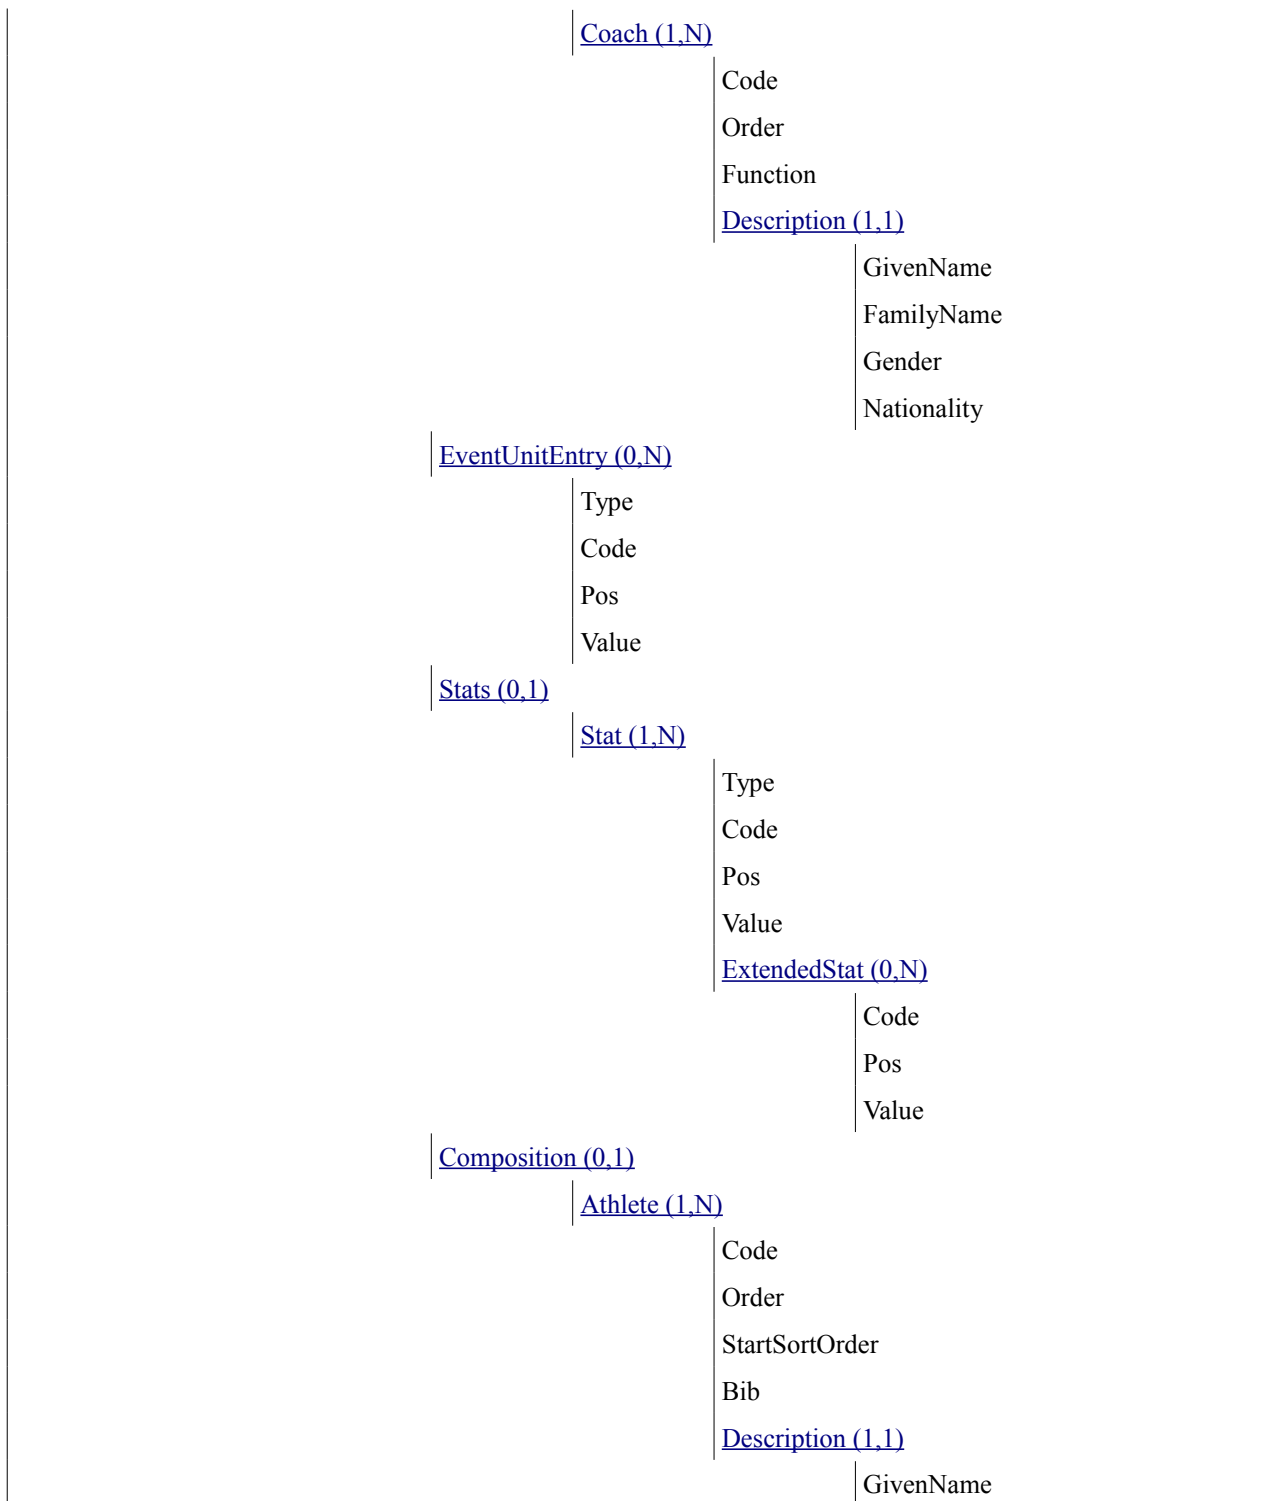 Coach (1,N)
Code
Order
Function
Description (1,1)
GivenName
FamilyName
Gender
Nationality
EventUnitEntry (0,N)
Type
Code
Pos
Value
Stats (0,1)
Stat (1,N)
Type
Code
Pos
Value
ExtendedStat (0,N)
Code
Pos
Value
Composition (0,1)
Athlete (1,N)
Code
Order
StartSortOrder
Bib
Description (1,1)
GivenName